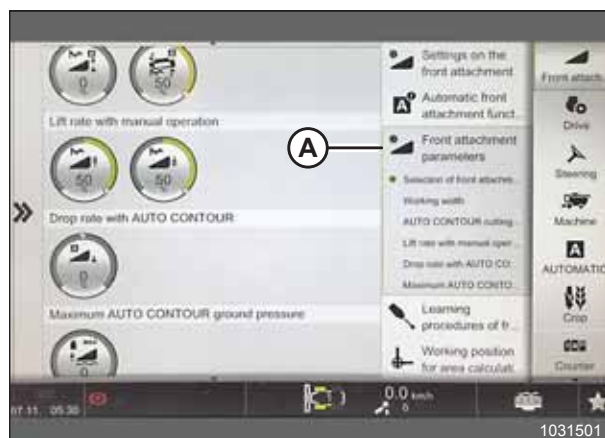 0
50
Lift rate with manual operation
50
50
Drop rate with AUTO CONTOUR
0
Maximum AUTO CONTOUR ground pressure
0
Settings on the
front attachment
Automatic front
attachment funct...
A
Front attachment
parameters
Selection of front attachm...
Working width
AUTO CONTOUR cutting...
Lift rate with manual oper...
Drop rate with AUTO CO...
Maximum AUTO CONTO...
Learning
procedures of fr...
Working position
for area calculati...
Front attach...
Drive
Steering
Machine
A
AUTOMATIC
Crop
Counter
07.11. 05:30
0.0 km/h
0
1031501